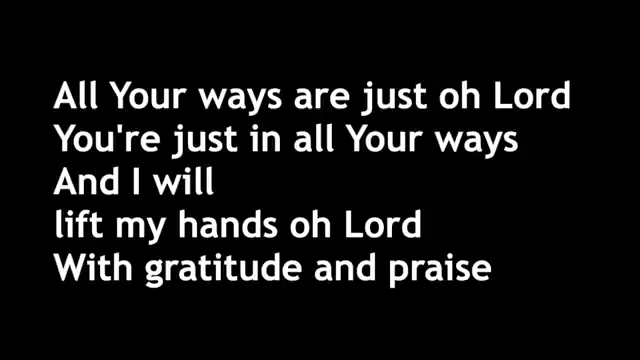 All Your ways are just oh Lord
You're just in all Your ways
And I will
lift my hands oh Lord
With gratitude and praise